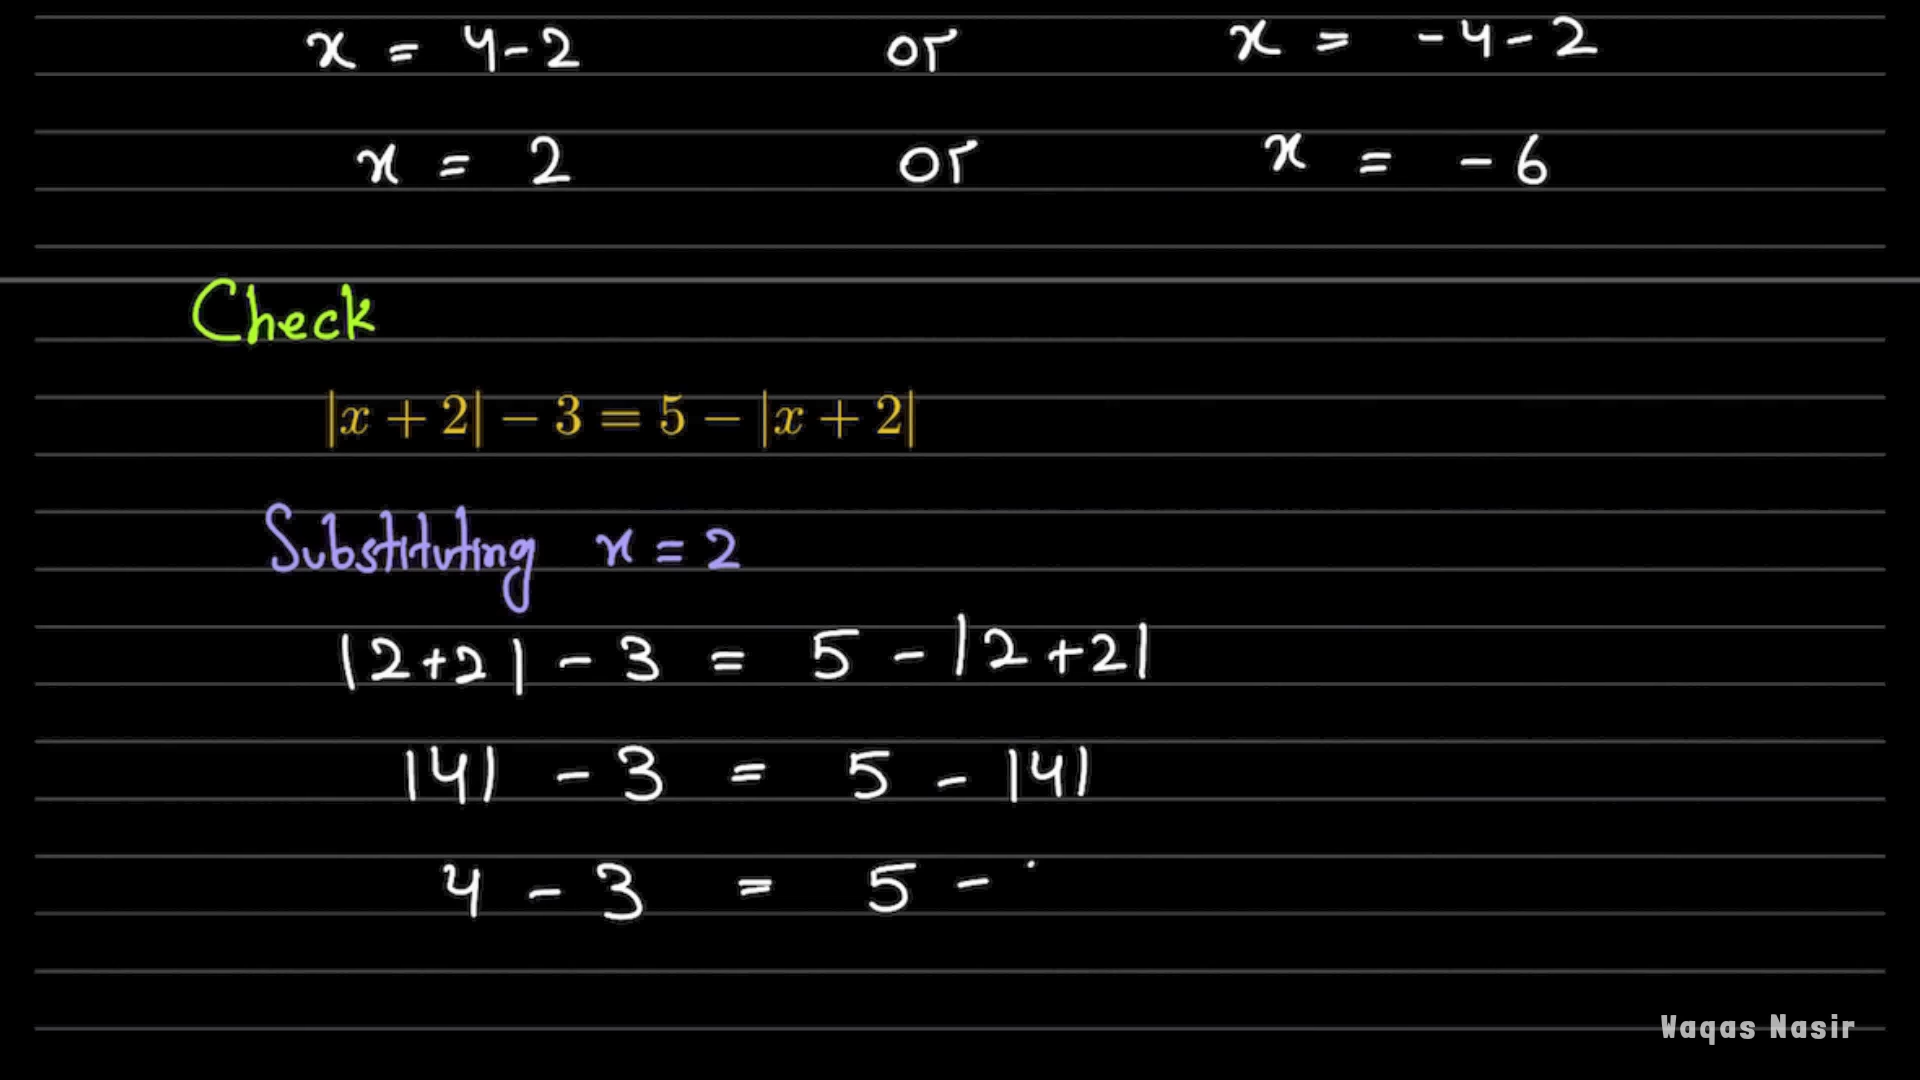 x = 4-2 or x = -4-2
x = 2 or x = -6
Check
|x + 2| − 3 = 5 − |x + 2|
Substituting x = 2
|2+2| - 3 = 5 - |2+2|
|4| - 3 = 5 - |4|
4 - 3 = 5 -
Waqas Nasir